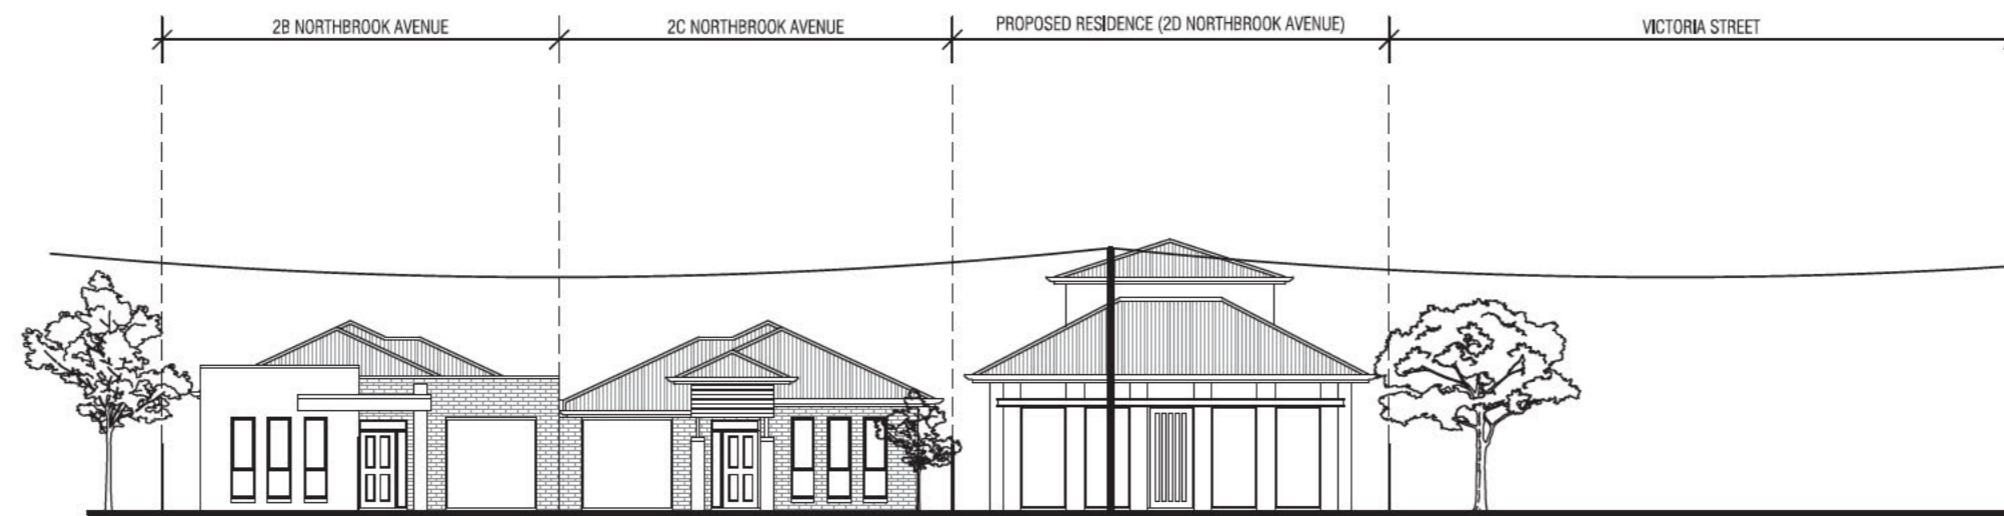 2B NORTHBROOK AVENUE
2C NORTHBROOK AVENUE
PROPOSED RESIDENCE (2D NORTHBROOK AVENUE)
VICTORIA STREET